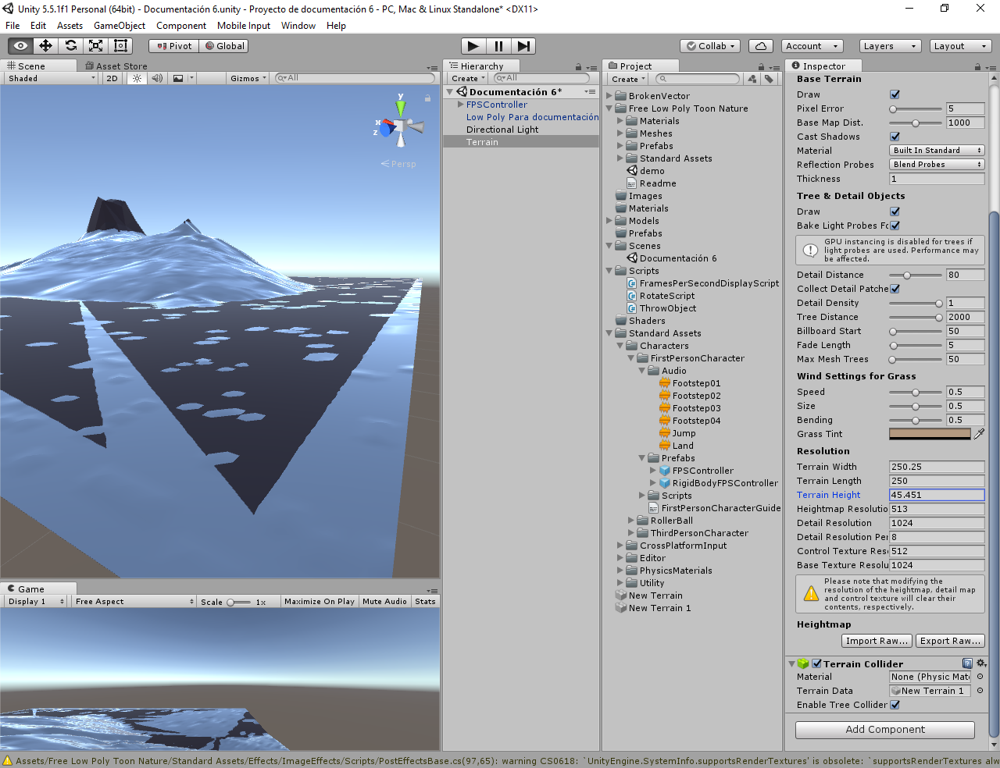 Unity 5.5.1f1 Personal (64bit) - Documentación 6.unity - Proyecto de documentación 6 - PC, Mac & Linux Standalone* <DX11>
File Edit Assets GameObject Component Mobile Input Window Help
Pivot Global Collab Account Layers Layout
Scene Asset Store
Shaded 2D Gizmos All
y
x
z
Persp
Game
Display 1 Free Aspect Scale 1x Maximize On Play Mute Audio Stats
Hierarchy
Create All
Documentación 6*
FPSController
Low Poly Para documentación
Directional Light
Terrain
Project
Create
BrokenVector
Free Low Poly Toon Nature
Materials
Meshes
Prefabs
Standard Assets
demo
Readme
Images
Materials
Models
Prefabs
Scenes
Documentación 6
Scripts
FramesPerSecondDisplayScript
RotateScript
ThrowObject
Shaders
Standard Assets
Characters
FirstPersonCharacter
Audio
Footstep01
Footstep02
Footstep03
Footstep04
Jump
Land
Prefabs
FPSController
RigidBodyFPSController
Scripts
FirstPersonCharacterGuide
RollerBall
ThirdPersonCharacter
CrossPlatformInput
Editor
PhysicsMaterials
Utility
New Terrain
New Terrain 1
Inspector
Base Terrain
Draw
Pixel Error 5
Base Map Dist. 1000
Cast Shadows
Material Built In Standard
Reflection Probes Blend Probes
Thickness 1
Tree & Detail Objects
Draw
Bake Light Probes Fo
GPU instancing is disabled for trees if
light probes are used. Performance may
be affected.
Detail Distance 80
Collect Detail Patche
Detail Density 1
Tree Distance 2000
Billboard Start 50
Fade Length 5
Max Mesh Trees 50
Wind Settings for Grass
Speed 0.5
Size 0.5
Bending 0.5
Grass Tint
Resolution
Terrain Width 250.25
Terrain Length 250
Terrain Height 45.451
Heightmap Resolutio 513
Detail Resolution 1024
Detail Resolution Per 8
Control Texture Res 512
Base Texture Resolu 1024
Please note that modifying the
resolution of the heightmap, detail map
and control texture will clear their
contents, respectively.
Heightmap
Import Raw... Export Raw...
Terrain Collider
Material None (Physic Mate
Terrain Data New Terrain 1
Enable Tree Collider
Add Component
Assets/Free Low Poly Toon Nature/Standard Assets/Effects/ImageEffects/Scripts/PostEffectsBase.cs(97,65): warning CS0618: `UnityEngine.SystemInfo.supportsRenderTextures' is obsolete: `supportsRenderTextures alw